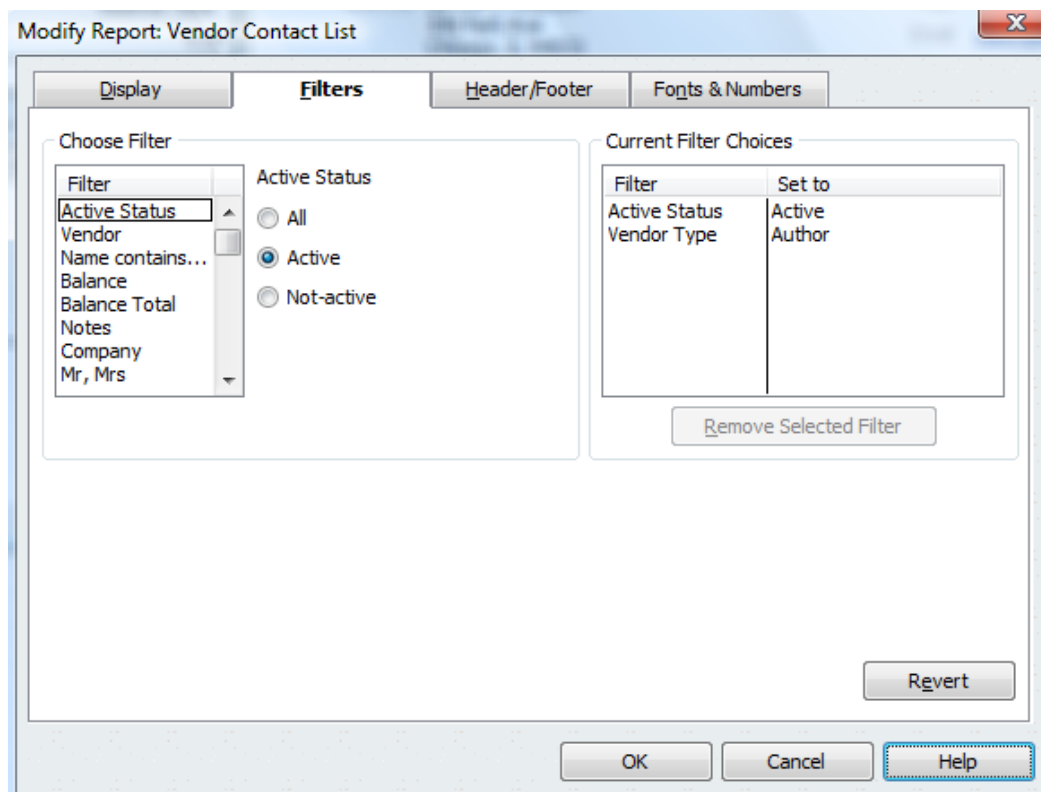 Modify Report: Vendor Contact List
Display Filters Header/Footer Fonts & Numbers
Choose Filter
Filter
Active Status
Vendor
Name contains...
Balance
Balance Total
Notes
Company
Mr, Mrs
Active Status
All
Active
Not-active
Current Filter Choices
Filter Set to
Active Status Active
Vendor Type Author
Remove Selected Filter
Revert
OK Cancel Help